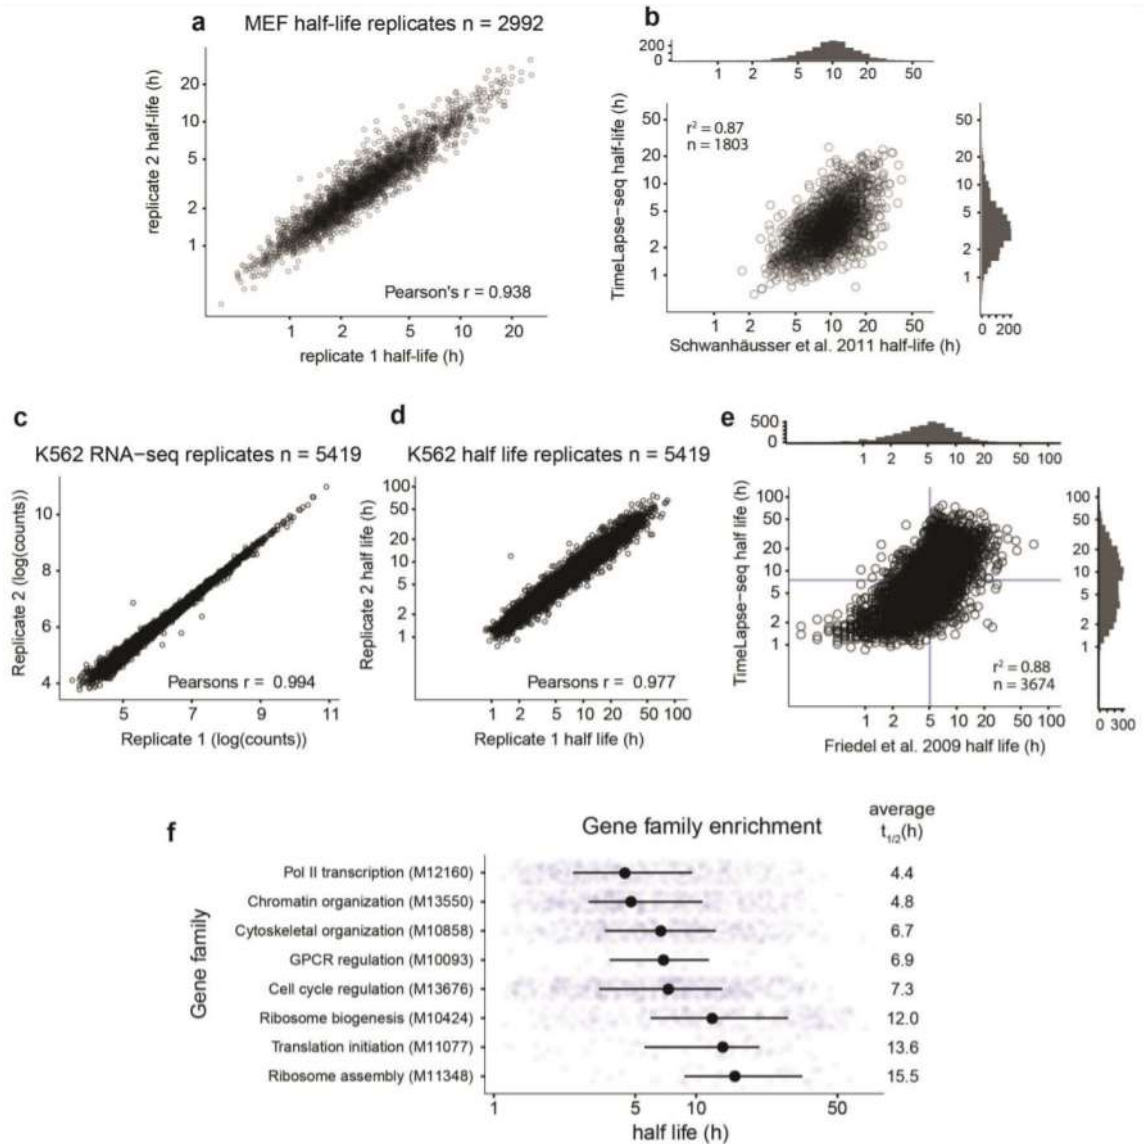 a
MEF half-life replicates n = 2992
replicate 2 half-life (h)
20
10
5
2
1
Pearson's r = 0.938
1 2 5 10 20
replicate 1 half-life (h)
b
200
0
1 2 5 10 20 50
TimeLapse−seq half-life (h)
50
20
10
5
2
1
r² = 0.87
n = 1803
1 2 5 10 20 50
Schwanhäusser et al. 2011 half-life (h)
50
20
10
5
2
1
0 200
c
K562 RNA−seq replicates n = 5419
Replicate 2 (log(counts))
10
8
6
4
Pearsons r = 0.994
5 7 9 11
Replicate 1 (log(counts))
d
K562 half life replicates n = 5419
Replicate 2 half life (h)
100
50
20
10
5
2
1
Pearsons r = 0.977
1 2 5 10 20 50 100
Replicate 1 half life (h)
e
500
0
1 2 5 10 20 50 100
TimeLapse−seq half life (h)
100
50
20
10
5
2
1
r² = 0.88
n = 3674
1 2 5 10 20 50 100
Friedel et al. 2009 half life (h)
100
50
20
10
5
2
1
0 300
f
Gene family enrichment
average
t1/2(h)
Gene family
Pol II transcription (M12160) 4.4
Chromatin organization (M13550) 4.8
Cytoskeletal organization (M10858) 6.7
GPCR regulation (M10093) 6.9
Cell cycle regulation (M13676) 7.3
Ribosome biogenesis (M10424) 12.0
Translation initiation (M11077) 13.6
Ribosome assembly (M11348) 15.5
1 5 10 50
half life (h)